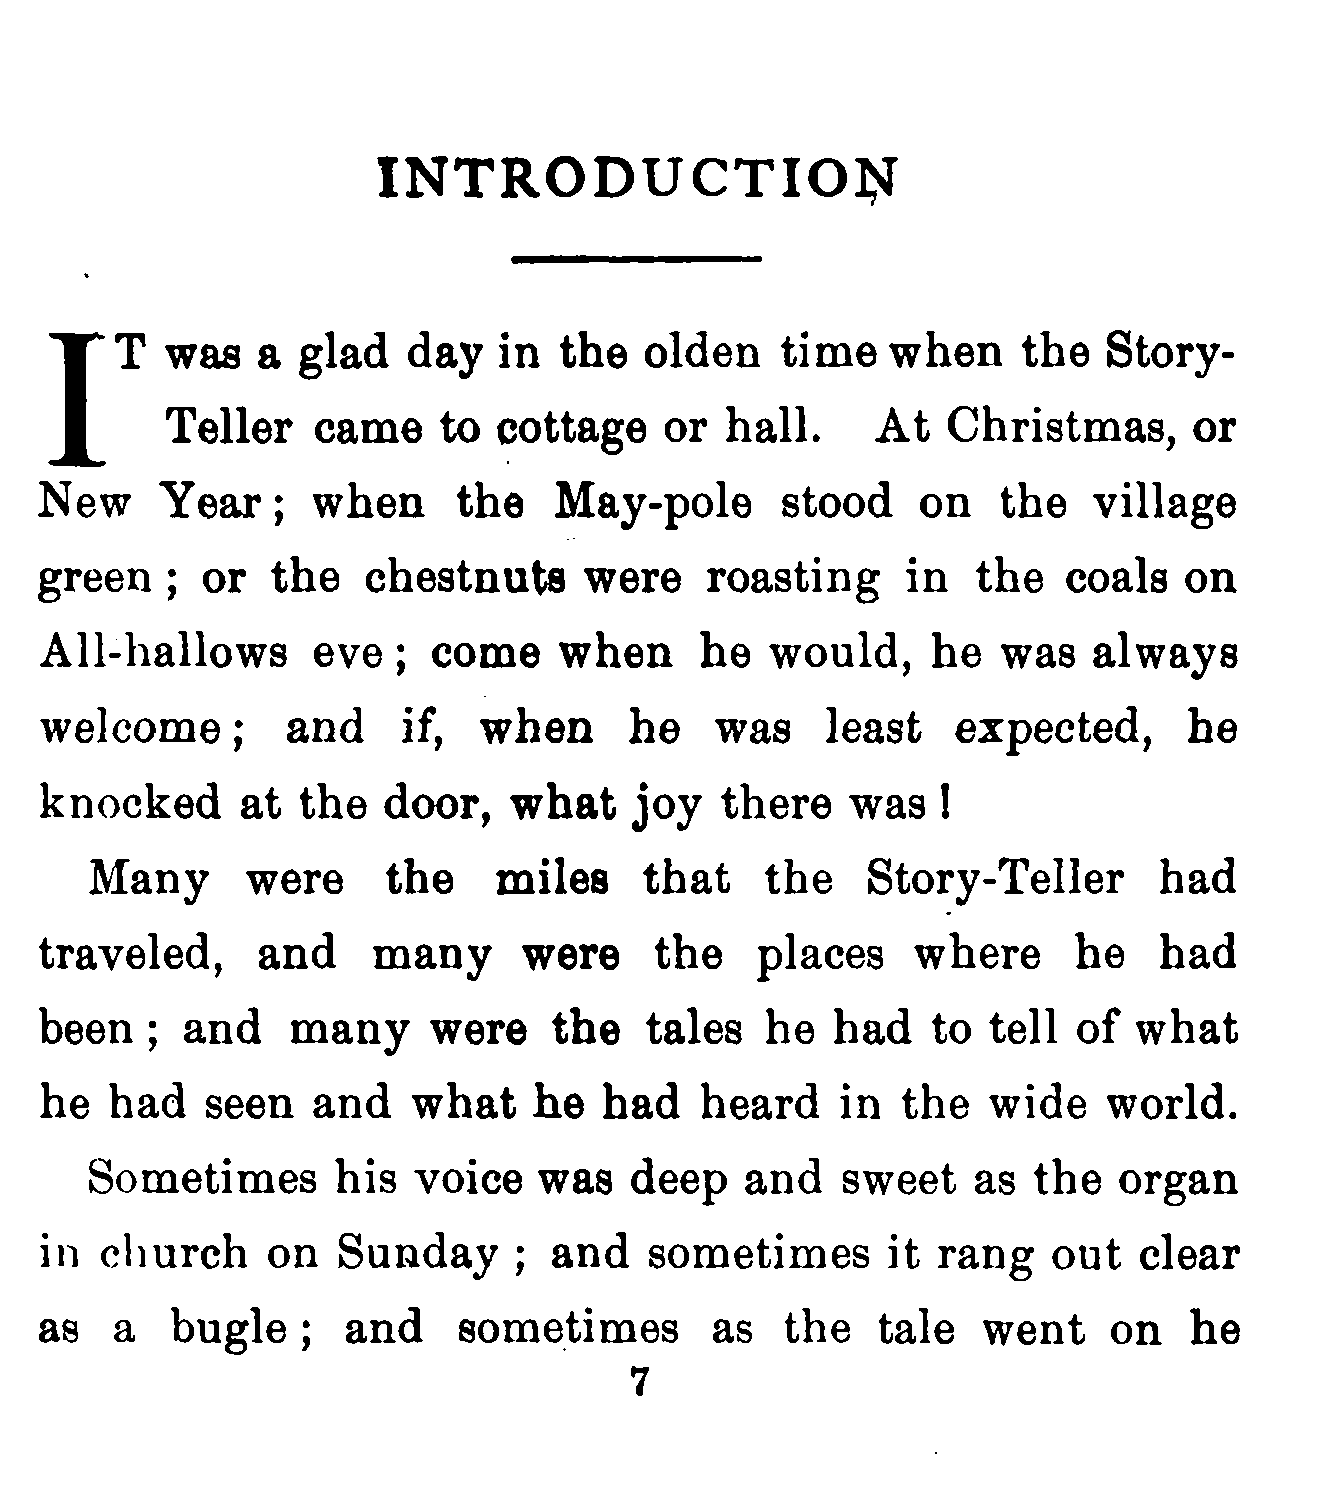 INTRODUCTION
IT was a glad day in the olden time when the Story-
Teller came to cottage or hall. At Christmas, or
New Year; when the May-pole stood on the village
green; or the chestnuts were roasting in the coals on
All-hallows eve; come when he would, he was always
welcome; and if, when he was least expected, he
knocked at the door, what joy there was!
Many were the miles that the Story-Teller had
traveled, and many were the places where he had
been; and many were the tales he had to tell of what
he had seen and what he had heard in the wide world.
Sometimes his voice was deep and sweet as the organ
in church on Sunday; and sometimes it rang out clear
as a bugle; and sometimes as the tale went on he
7